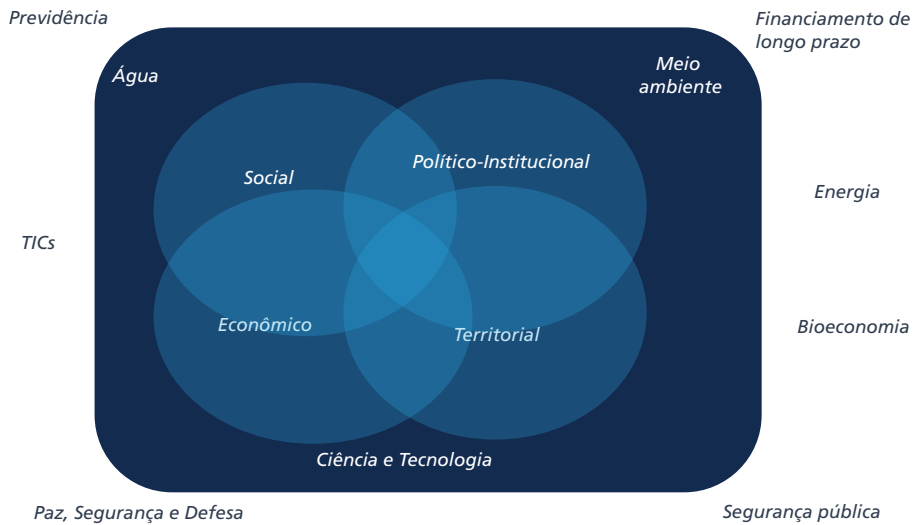 Previdência
Financiamento de
longo prazo
Água
Meio
ambiente
Social
Político-Institucional
Energia
TICs
Econômico
Territorial
Bioeconomia
Ciência e Tecnologia
Paz, Segurança e Defesa
Segurança pública